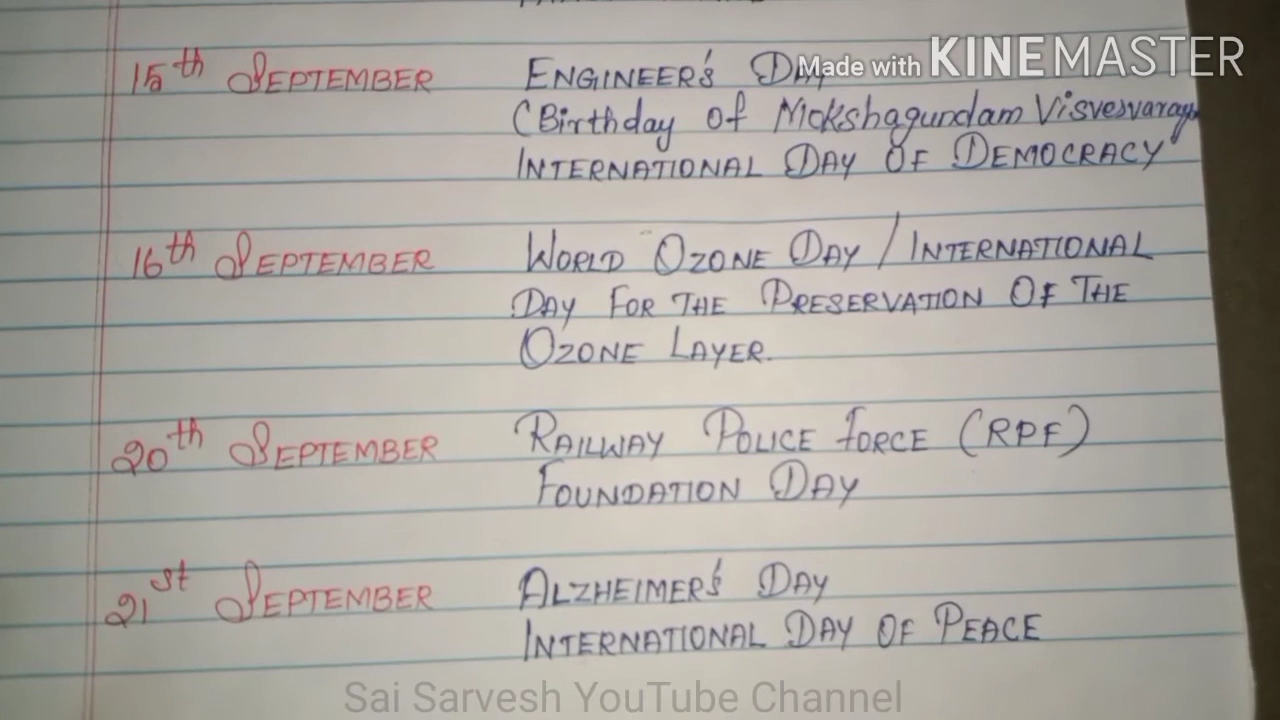 15th SEPTEMBER ENGINEER'S DAY Made with KINEMASTER
(Birthday of Mokshagundam Visvesvaraya
INTERNATIONAL DAY OF DEMOCRACY
16th SEPTEMBER WORLD OZONE DAY / INTERNATIONAL
DAY FOR THE PRESERVATION OF THE
OZONE LAYER.
20th SEPTEMBER RAILWAY POLICE FORCE (RPF)
FOUNDATION DAY
21st SEPTEMBER ALZHEIMER'S DAY
INTERNATIONAL DAY OF PEACE
Sai Sarvesh YouTube Channel